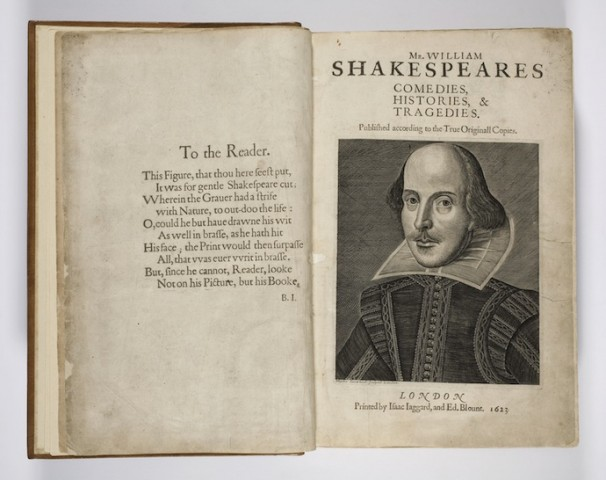 To the Reader.
This Figure, that thou here seest put,
It was for gentle Shakespeare cut;
Wherein the Grauer had a strife
with Nature, to out-doo the life:
O, could he but haue drawne his wit
As well in brasse, as he hath hit
His face, the Print would then surpasse
All, that vvas euer vvrit in brasse.
But, since he cannot, Reader, looke
Not on his Picture, but his Booke,
B. I.
Mr. WILLIAM
SHAKESPEARES
COMEDIES,
HISTORIES, &
TRAGEDIES.
Published according to the True Originall Copies.
LONDON
Printed by Isaac Iaggard, and Ed. Blount. 1623